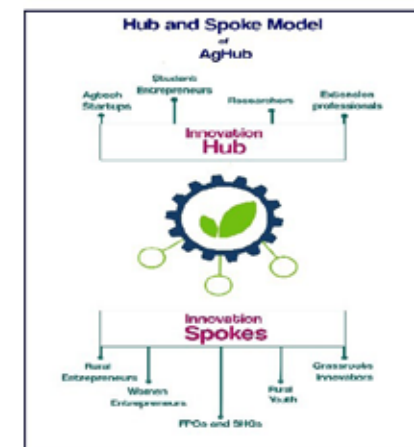 Hub and Spoke Model
of
AgHub
Agtech
Startups
Student
Entrepreneurs
Researchers
Extension
professionals
Innovation
Hub
Innovation
Spokes
Rural
Entrepreneurs
Women
Entrepreneurs
FPOs and SHGs
Rural
Youth
Grassroots
Innovators